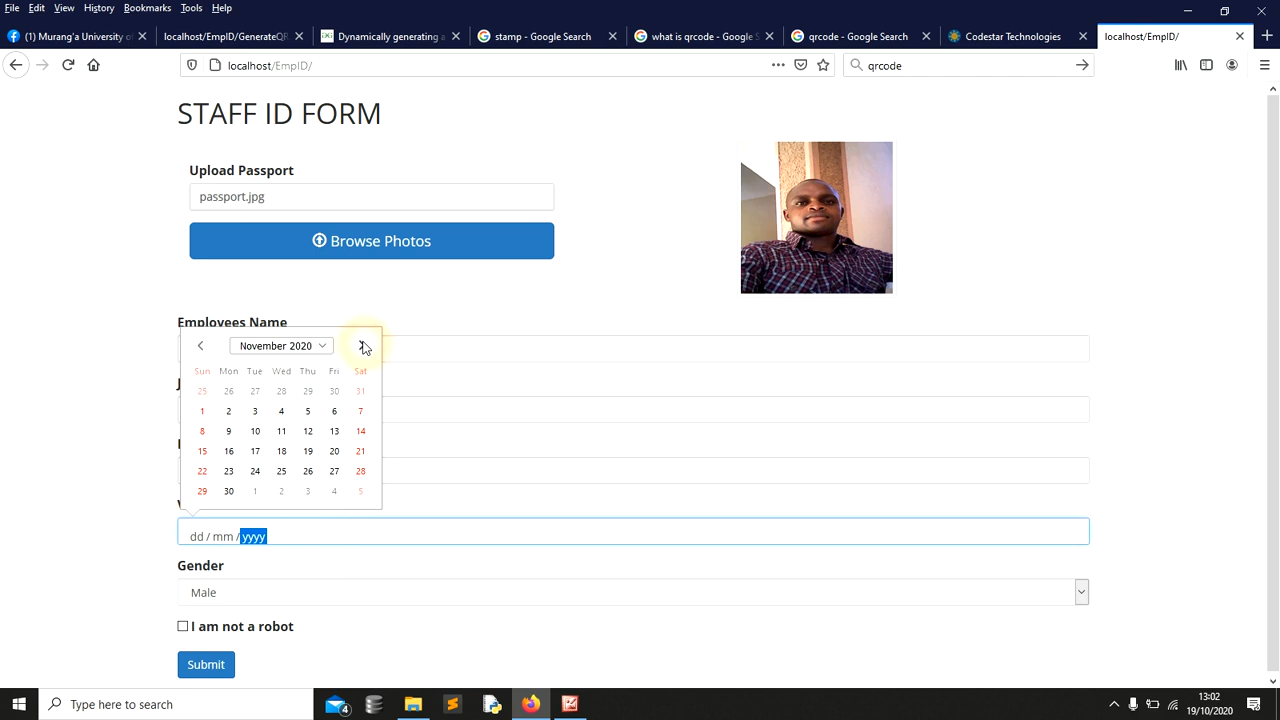 File Edit View History Bookmarks Tools Help
(1) Murang'a University of
localhost/EmpID/GenerateQR
Dynamically generating a
stamp - Google Search
what is qrcode - Google S
qrcode - Google Search
Codestar Technologies
localhost/EmpID/
localhost/EmpID/
qrcode
STAFF ID FORM
Upload Passport
passport.jpg
Browse Photos
Employees Name
November 2020
Sun Mon Tue Wed Thu Fri Sat
25 26 27 28 29 30 31
1 2 3 4 5 6 7
8 9 10 11 12 13 14
15 16 17 18 19 20 21
22 23 24 25 26 27 28
29 30 1 2 3 4 5
dd / mm / yyyy
Gender
Male
I am not a robot
Submit
Type here to search
4
13:02
19/10/2020